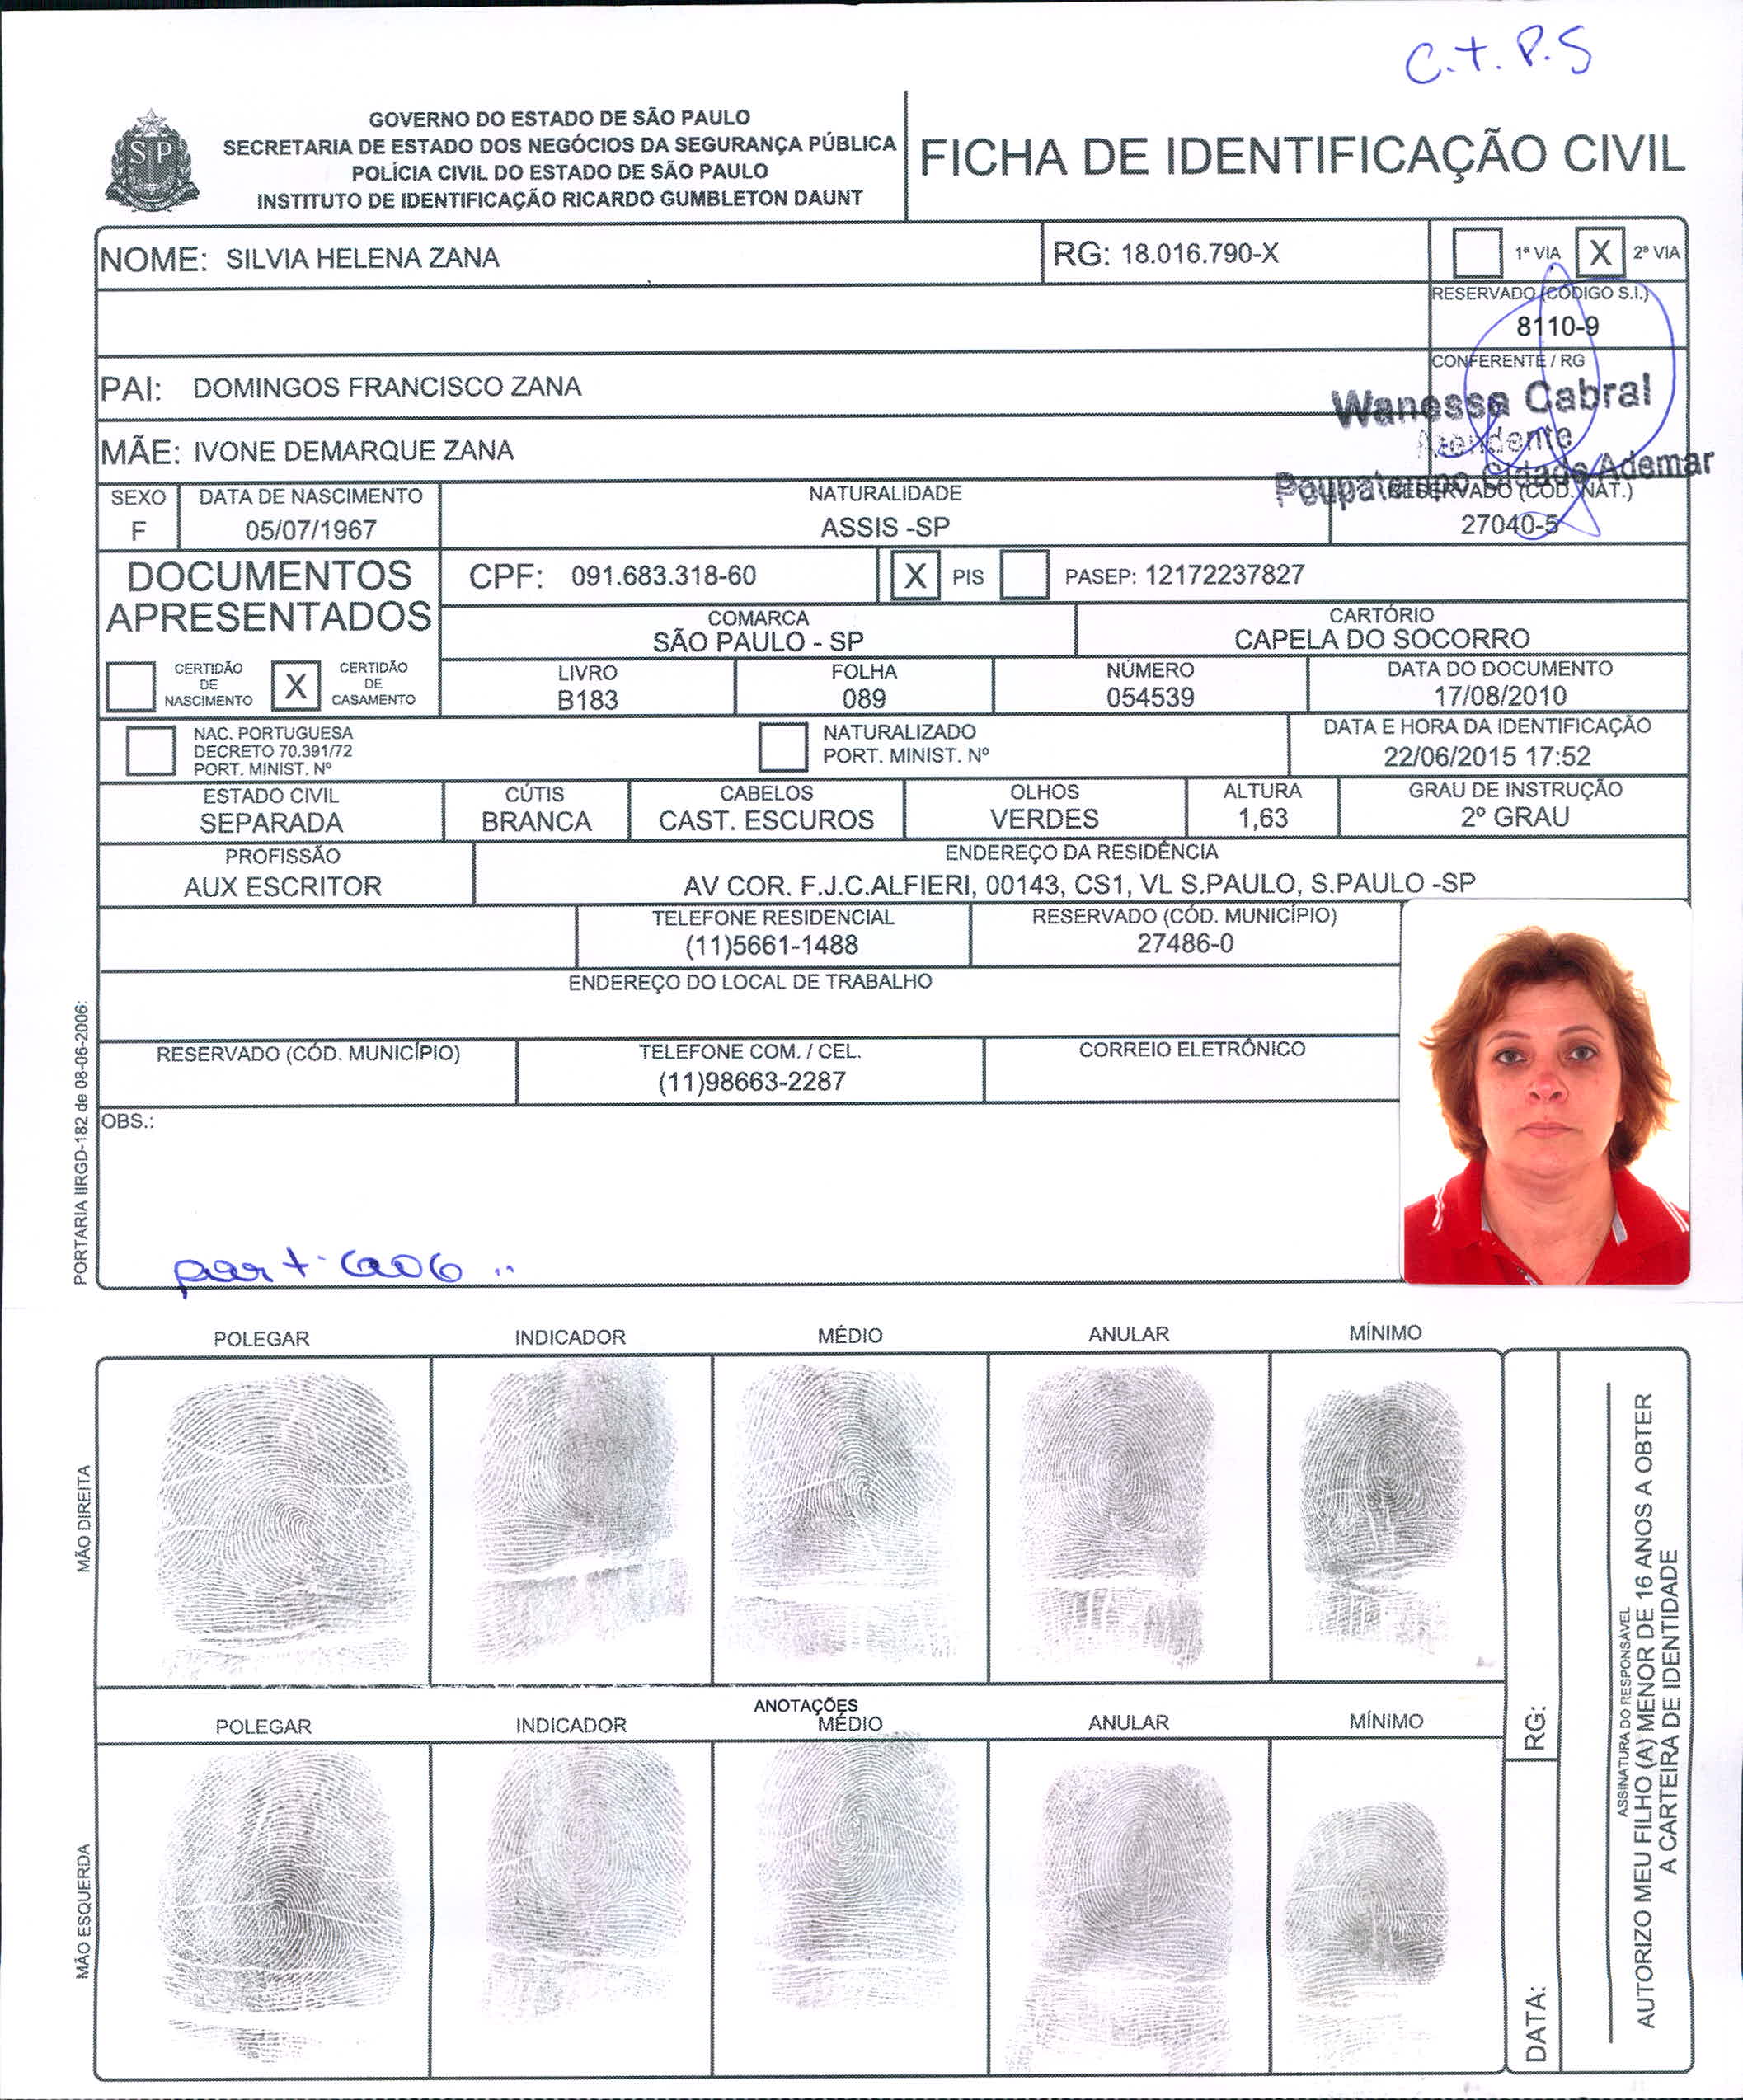 C.T.P.S
GOVERNO DO ESTADO DE SÃO PAULO
SECRETARIA DE ESTADO DOS NEGÓCIOS DA SEGURANÇA PÚBLICA
POLÍCIA CIVIL DO ESTADO DE SÃO PAULO
INSTITUTO DE IDENTIFICAÇÃO RICARDO GUMBLETON DAUNT
SP
FICHA DE IDENTIFICAÇÃO CIVIL
NOME: SILVIA HELENA ZANA
RG: 18.016.790-X
1ª VIA X 2ª VIA
RESERVADO (CÓDIGO S.I.)
8110-9
CONFERENTE / RG
PAI: DOMINGOS FRANCISCO ZANA
Wanessa Cabral
Atendente
Poupatempo Cidade Ademar
MÃE: IVONE DEMARQUE ZANA
SEXO
F
DATA DE NASCIMENTO
05/07/1967
NATURALIDADE
ASSIS -SP
RESERVADO (CÓD. NAT.)
27040-5
DOCUMENTOS
APRESENTADOS
CPF: 091.683.318-60
X PIS
PASEP: 12172237827
COMARCA
SÃO PAULO - SP
CARTÓRIO
CAPELA DO SOCORRO
CERTIDÃO
DE
NASCIMENTO
X
CERTIDÃO
DE
CASAMENTO
LIVRO
B183
FOLHA
089
NÚMERO
054539
DATA DO DOCUMENTO
17/08/2010
NAC. PORTUGUESA
DECRETO 70.391/72
PORT. MINIST. Nº
NATURALIZADO
PORT. MINIST. Nº
DATA E HORA DA IDENTIFICAÇÃO
22/06/2015 17:52
ESTADO CIVIL
SEPARADA
CÚTIS
BRANCA
CABELOS
CAST. ESCUROS
OLHOS
VERDES
ALTURA
1,63
GRAU DE INSTRUÇÃO
2º GRAU
PROFISSÃO
AUX ESCRITOR
ENDEREÇO DA RESIDÊNCIA
AV COR. F.J.C.ALFIERI, 00143, CS1, VL S.PAULO, S.PAULO -SP
TELEFONE RESIDENCIAL
(11)5661-1488
RESERVADO (CÓD. MUNICÍPIO)
27486-0
ENDEREÇO DO LOCAL DE TRABALHO
RESERVADO (CÓD. MUNICÍPIO)
TELEFONE COM. / CEL.
(11)98663-2287
CORREIO ELETRÔNICO
OBS.:
PORTARIA IIRGD-182 de 08-06-2006:
POLEGAR
INDICADOR
MÉDIO
ANULAR
MÍNIMO
MÃO DIREITA
ANOTAÇÕES
POLEGAR
INDICADOR
MÉDIO
ANULAR
MÍNIMO
MÃO ESQUERDA
RG:
DATA:
ASSINATURA DO RESPONSÁVEL
AUTORIZO MEU FILHO (A) MENOR DE 16 ANOS A OBTER
A CARTEIRA DE IDENTIDADE